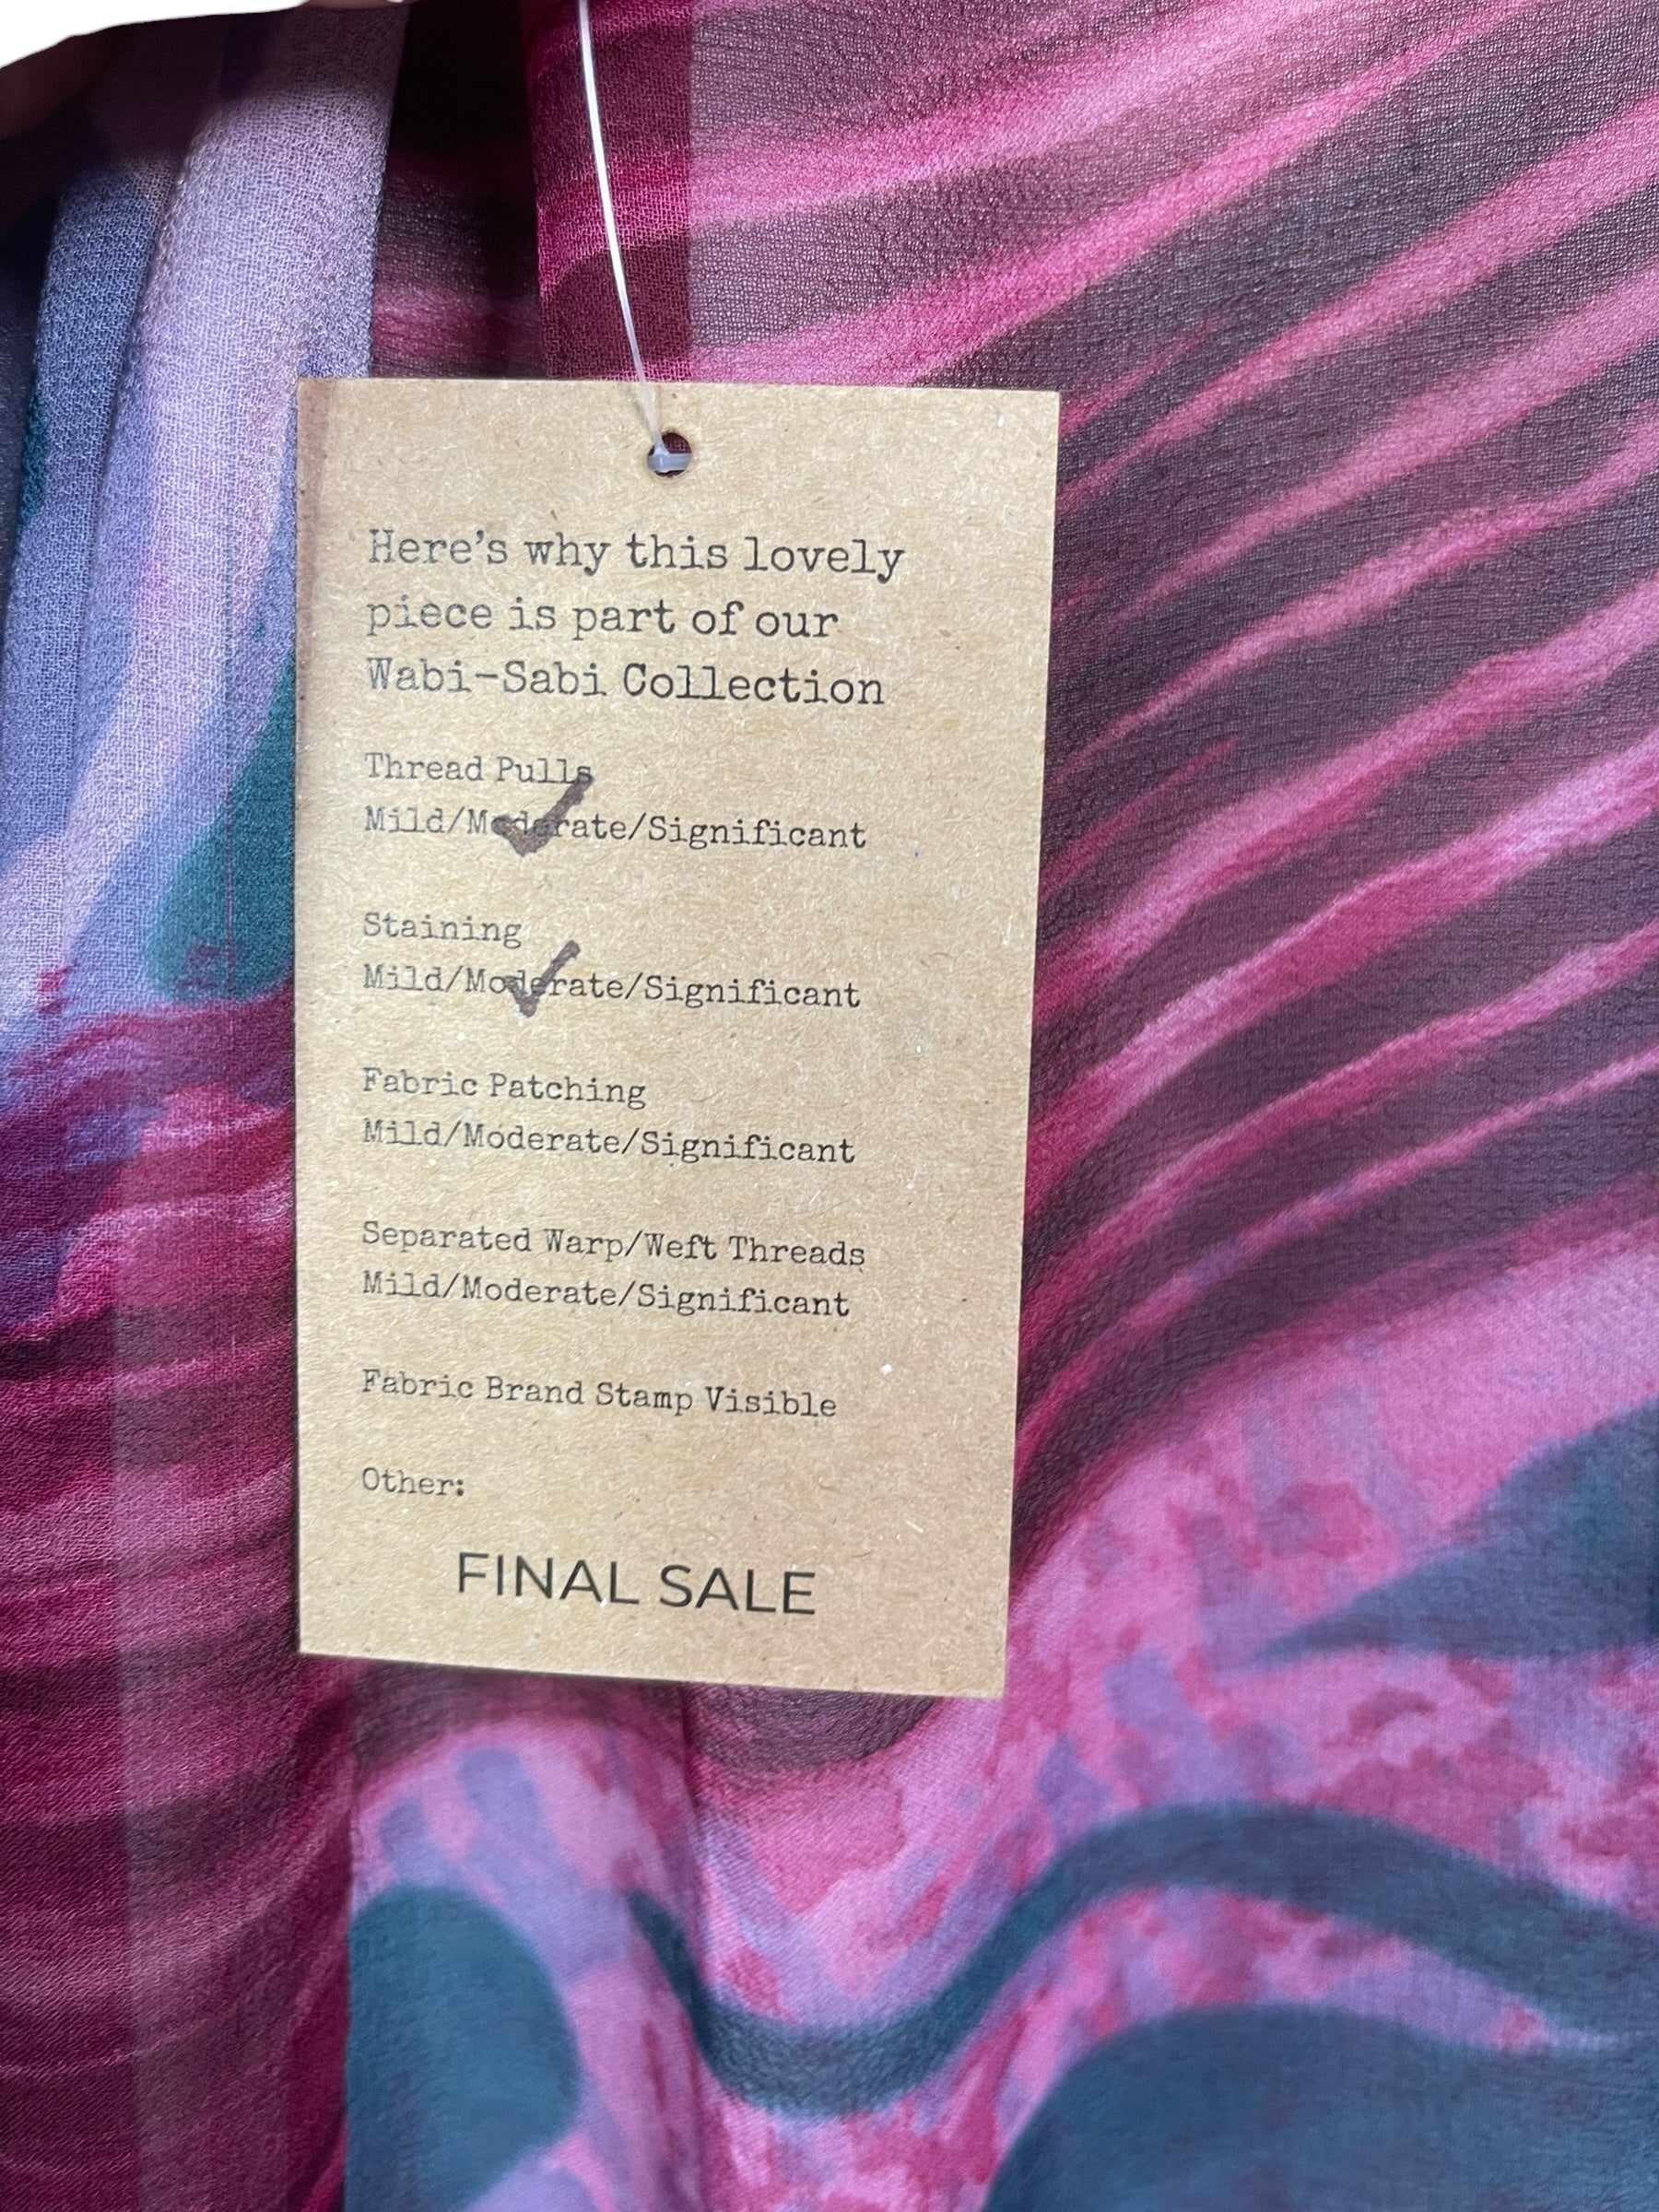 Here's why this lovely
piece is part of our
Wabi-Sabi Collection
Thread Pulls
Mild/Moderate/Significant
Staining
Mild/Moderate/Significant
Fabric Patching
Mild/Moderate/Significant
Separated Warp/Weft Threads
Mild/Moderate/Significant
Fabric Brand Stamp Visible
Other:
FINAL SALE